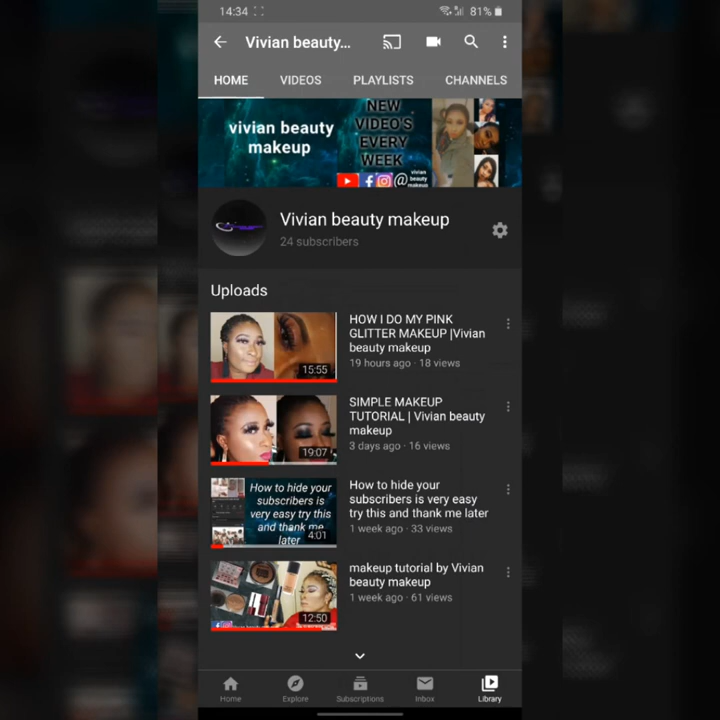 14:34
81%
Vivian beauty...
HOME VIDEOS PLAYLISTS CHANNELS
vivian beauty
makeup
NEW
VIDEO'S
EVERY
WEEK
@ vivian
beauty
makeup
Vivian beauty makeup
24 subscribers
Uploads
HOW I DO MY PINK
GLITTER MAKEUP |Vivian
beauty makeup
19 hours ago · 18 views
15:55
SIMPLE MAKEUP
TUTORIAL | Vivian beauty
makeup
3 days ago · 16 views
19:07
How to hide your
subscribers is
very easy try this
and thank me
later
4:01
How to hide your
subscribers is very easy
try this and thank me later
1 week ago · 33 views
makeup tutorial by Vivian
beauty makeup
1 week ago · 61 views
12:50
Home Explore Subscriptions Inbox Library